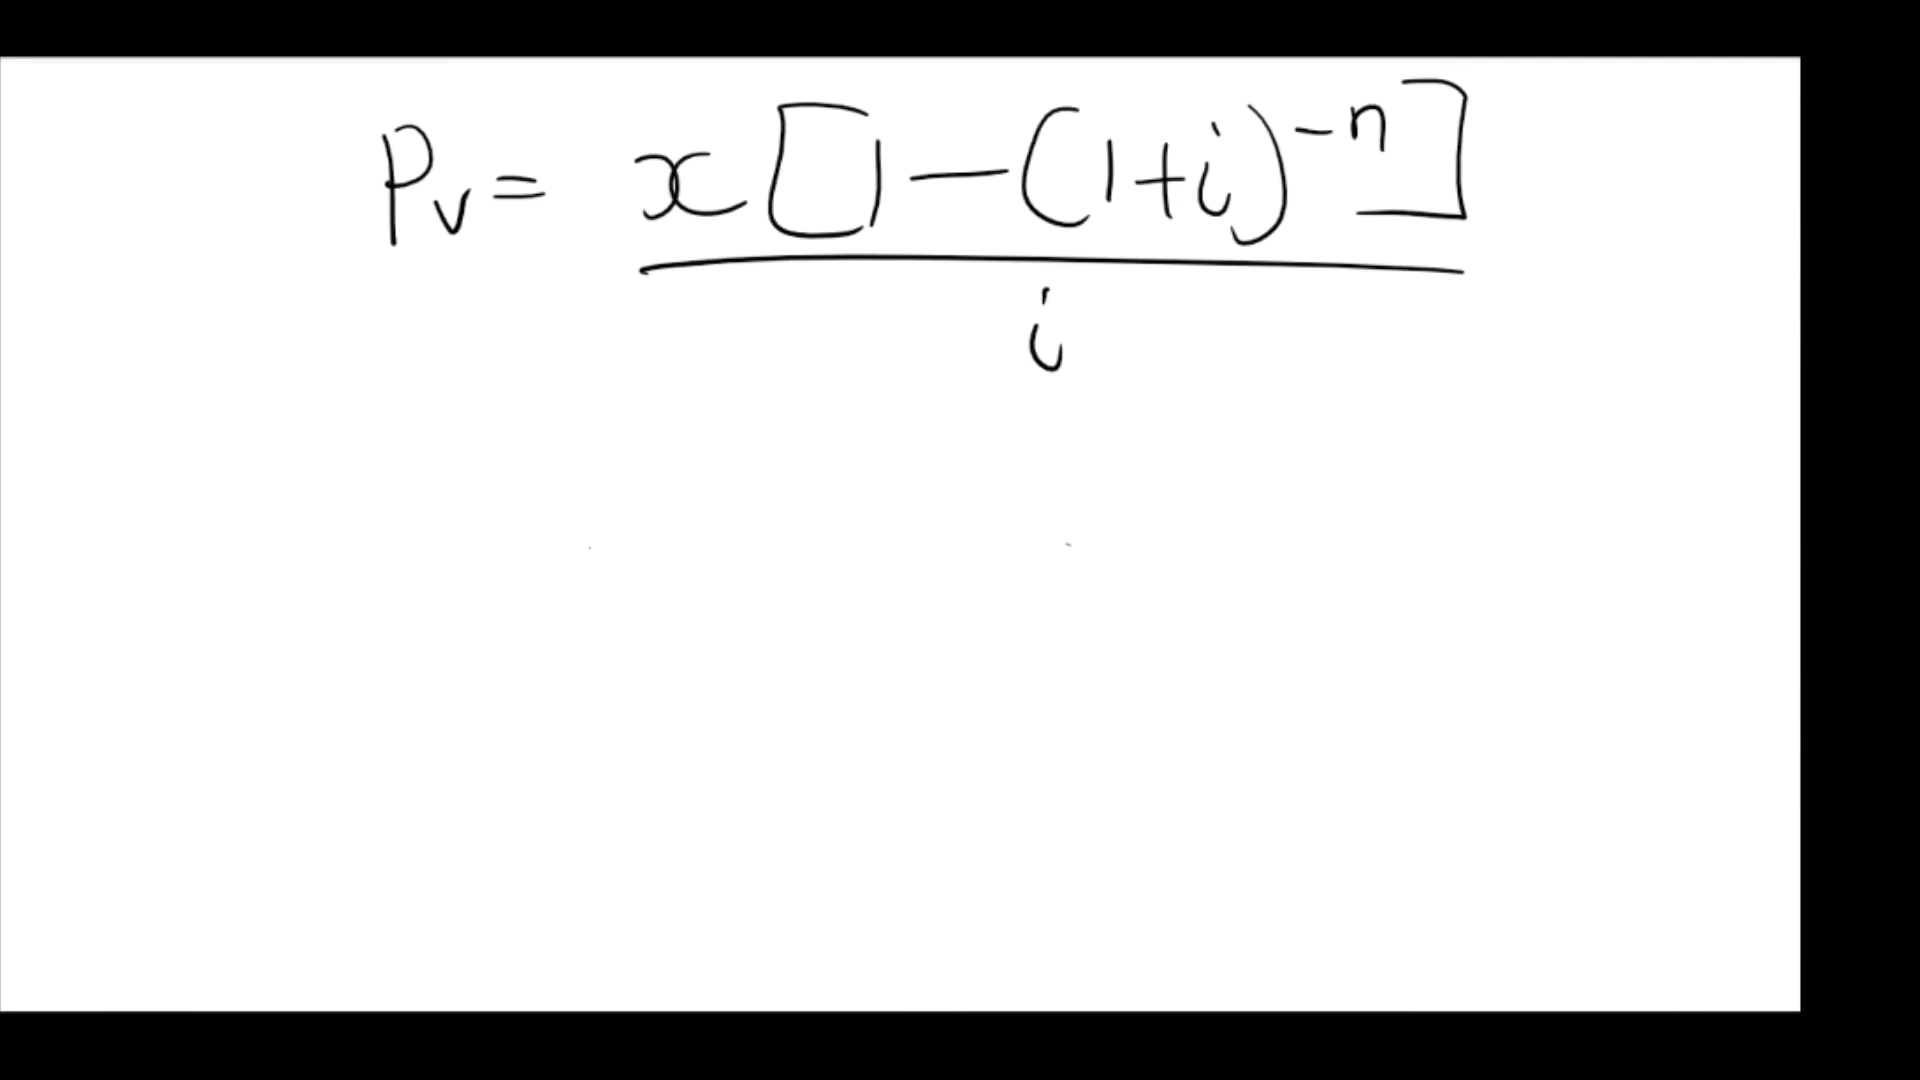 Pv = x[1-(1+i)^-n]
i